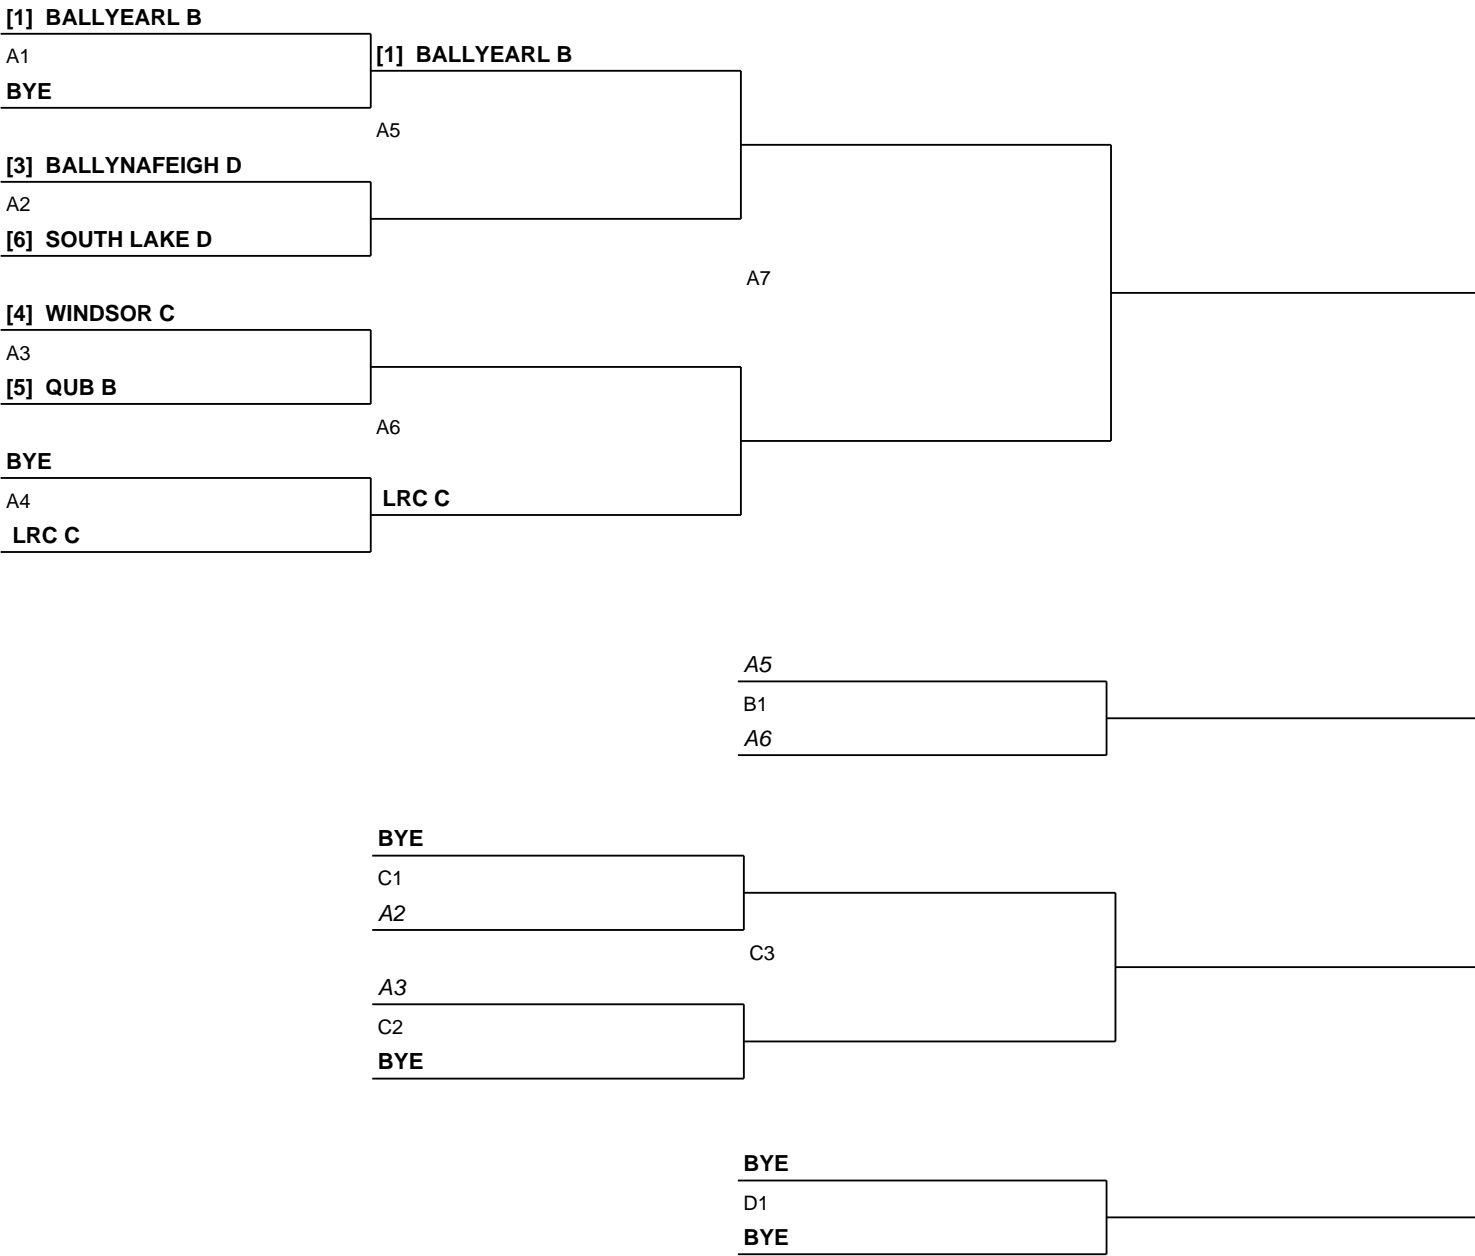 [1] BALLYEARL B
A1
[1] BALLYEARL B
BYE
A5
[3] BALLYNAFEIGH D
A2
[6] SOUTH LAKE D
A7
[4] WINDSOR C
A3
[5] QUB B
A6
BYE
A4
LRC C
LRC C
A5
B1
A6
BYE
C1
A2
C3
A3
C2
BYE
BYE
D1
BYE